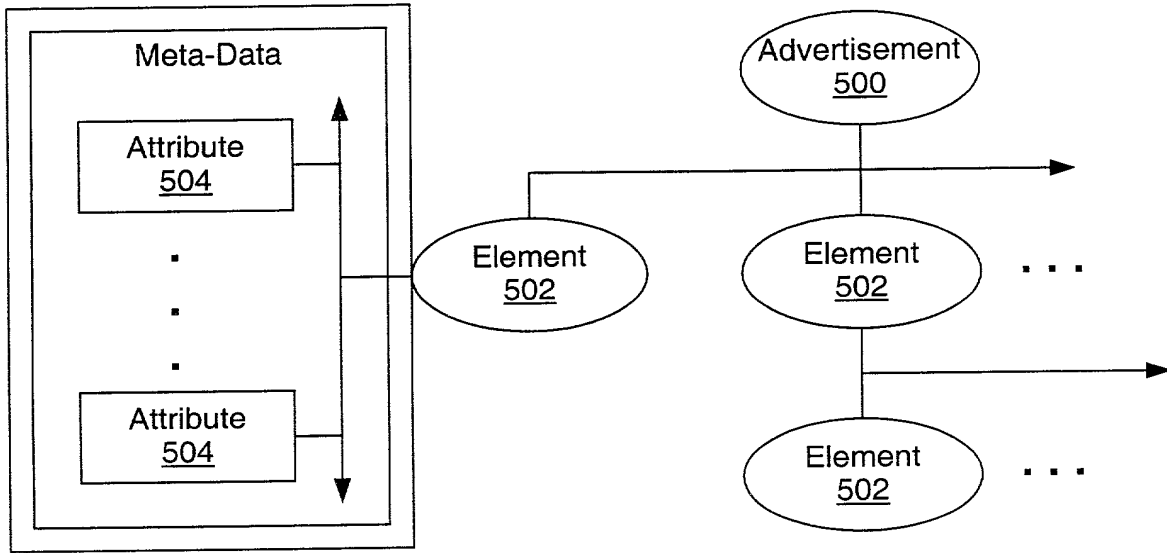 Meta-Data
Attribute
504
Attribute
504
Element
502
Advertisement
500
Element
502
Element
502